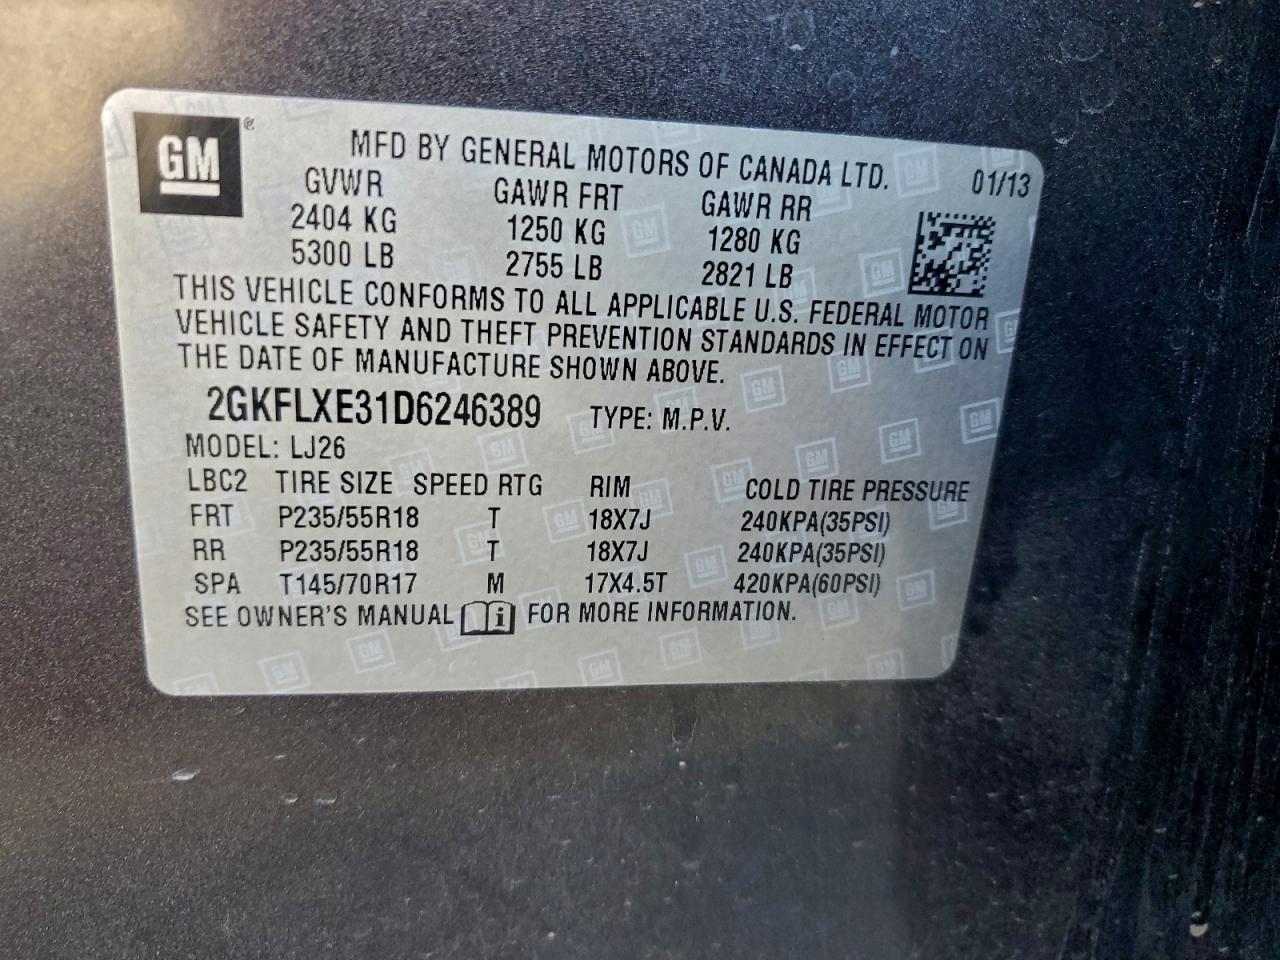 GM ®
MFD BY GENERAL MOTORS OF CANADA LTD. 01/13
GVWR GAWR FRT GAWR RR
2404 KG 1250 KG 1280 KG
5300 LB 2755 LB 2821 LB
THIS VEHICLE CONFORMS TO ALL APPLICABLE U.S. FEDERAL MOTOR
VEHICLE SAFETY AND THEFT PREVENTION STANDARDS IN EFFECT ON
THE DATE OF MANUFACTURE SHOWN ABOVE.
2GKFLXE31D6246389 TYPE: M.P.V.
MODEL: LJ26
LBC2 TIRE SIZE SPEED RTG RIM COLD TIRE PRESSURE
FRT P235/55R18 T 18X7J 240KPA(35PSI)
RR P235/55R18 T 18X7J 240KPA(35PSI)
SPA T145/70R17 M 17X4.5T 420KPA(60PSI)
SEE OWNER'S MANUAL i FOR MORE INFORMATION.